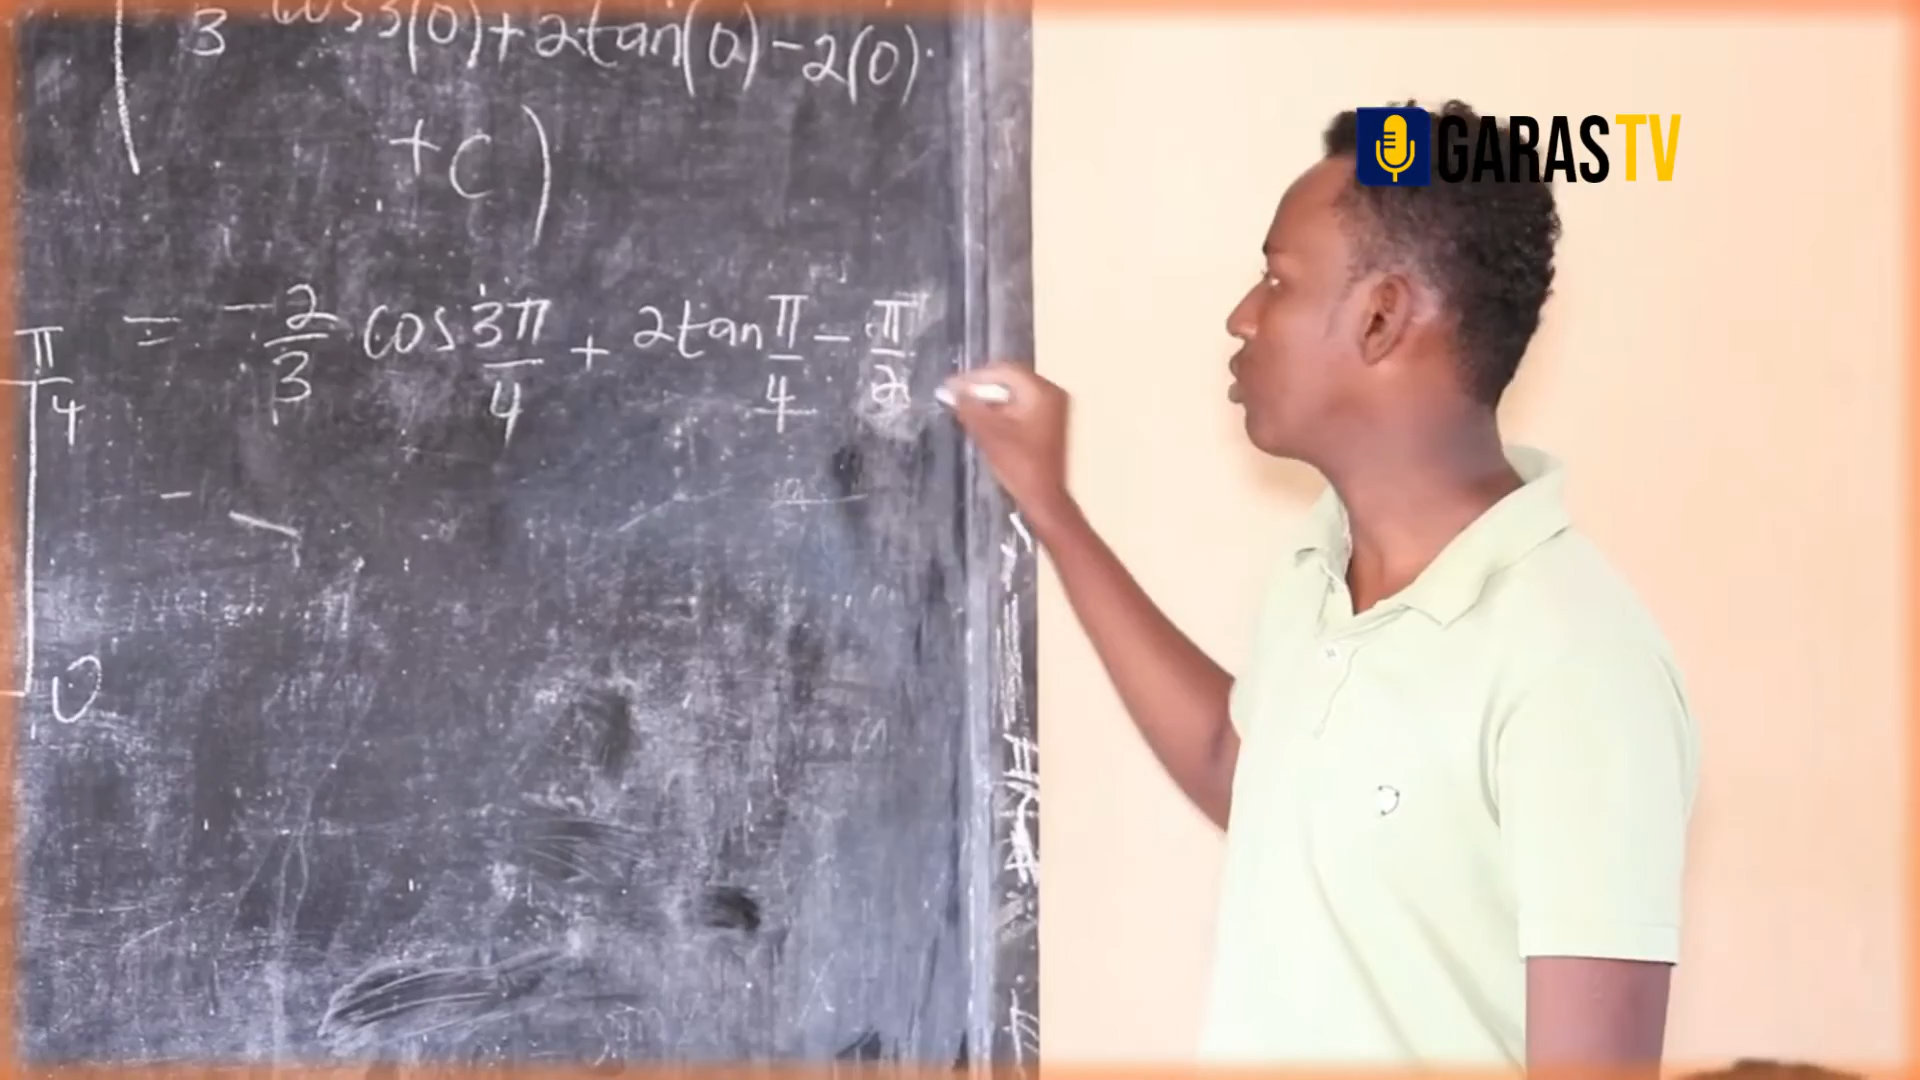 3 cos3(0)+2tan(0)-2(0).
+C)
= -2/3 cos 3π/4 + 2tan π/4 - π/2
π/4
0
GARASTV